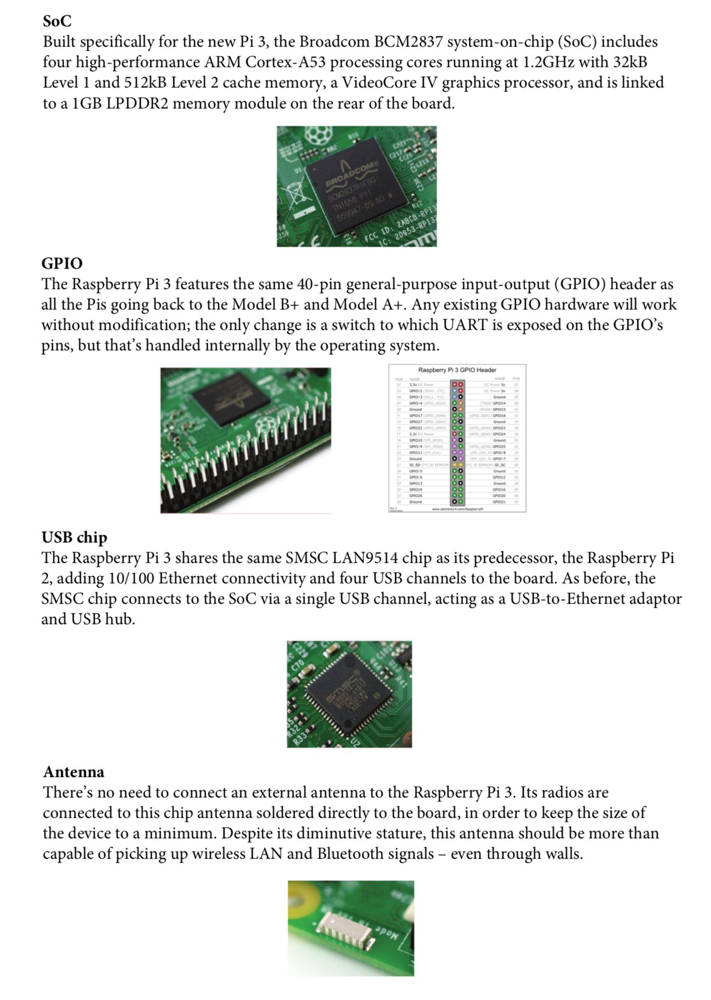 SoC
Built specifically for the new Pi 3, the Broadcom BCM2837 system-on-chip (SoC) includes
four high-performance ARM Cortex-A53 processing cores running at 1.2GHz with 32kB
Level 1 and 512kB Level 2 cache memory, a VideoCore IV graphics processor, and is linked
to a 1GB LPDDR2 memory module on the rear of the board.
R10
U1
BROADCOM®
BCM2837RIFBG
TN1550 P11
559947-09 N3 W
R12
R13
FCC ID: 2ABCB-RPI3
IC: 20953-RPI32
GPIO
The Raspberry Pi 3 features the same 40-pin general-purpose input-output (GPIO) header as
all the Pis going back to the Model B+ and Model A+. Any existing GPIO hardware will work
without modification; the only change is a switch to which UART is exposed on the GPIO’s
pins, but that’s handled internally by the operating system.
Raspberry Pi 3 GPIO Header
Pin# NAME NAME Pin#
01 3.3v DC Power DC Power 5v 02
03 GPIO02 (SDA1 , I²C) DC Power 5v 04
05 GPIO03 (SCL1 , I²C) Ground 06
07 GPIO04 (GPIO_GCLK) (TXD0) GPIO14 08
09 Ground (RXD0) GPIO15 10
11 GPIO17 (GPIO_GEN0) (GPIO_GEN1) GPIO18 12
13 GPIO27 (GPIO_GEN2) Ground 14
15 GPIO22 (GPIO_GEN3) (GPIO_GEN4) GPIO23 16
17 3.3v DC Power (GPIO_GEN5) GPIO24 18
19 GPIO10 (SPI_MOSI) Ground 20
21 GPIO09 (SPI_MISO) (GPIO_GEN6) GPIO25 22
23 GPIO11 (SPI_CLK) (SPI_CE0_N) GPIO08 24
25 Ground (SPI_CE1_N) GPIO07 26
27 ID_SD (I²C ID EEPROM) (I²C ID EEPROM) ID_SC 28
29 GPIO05 Ground 30
31 GPIO06 GPIO12 32
33 GPIO13 Ground 34
35 GPIO19 GPIO16 36
37 GPIO26 GPIO20 38
39 Ground GPIO21 40
Rev. 2
www.element14.com/RaspberryPi
USB chip
The Raspberry Pi 3 shares the same SMSC LAN9514 chip as its predecessor, the Raspberry Pi
2, adding 10/100 Ethernet connectivity and four USB channels to the board. As before, the
SMSC chip connects to the SoC via a single USB channel, acting as a USB-to-Ethernet adaptor
and USB hub.
C229
C70
R44
U13
R41
smsc®
R32
R33
U2
Antenna
There’s no need to connect an external antenna to the Raspberry Pi 3. Its radios are
connected to this chip antenna soldered directly to the board, in order to keep the size of
the device to a minimum. Despite its diminutive stature, this antenna should be more than
capable of picking up wireless LAN and Bluetooth signals – even through walls.
Made in the UK